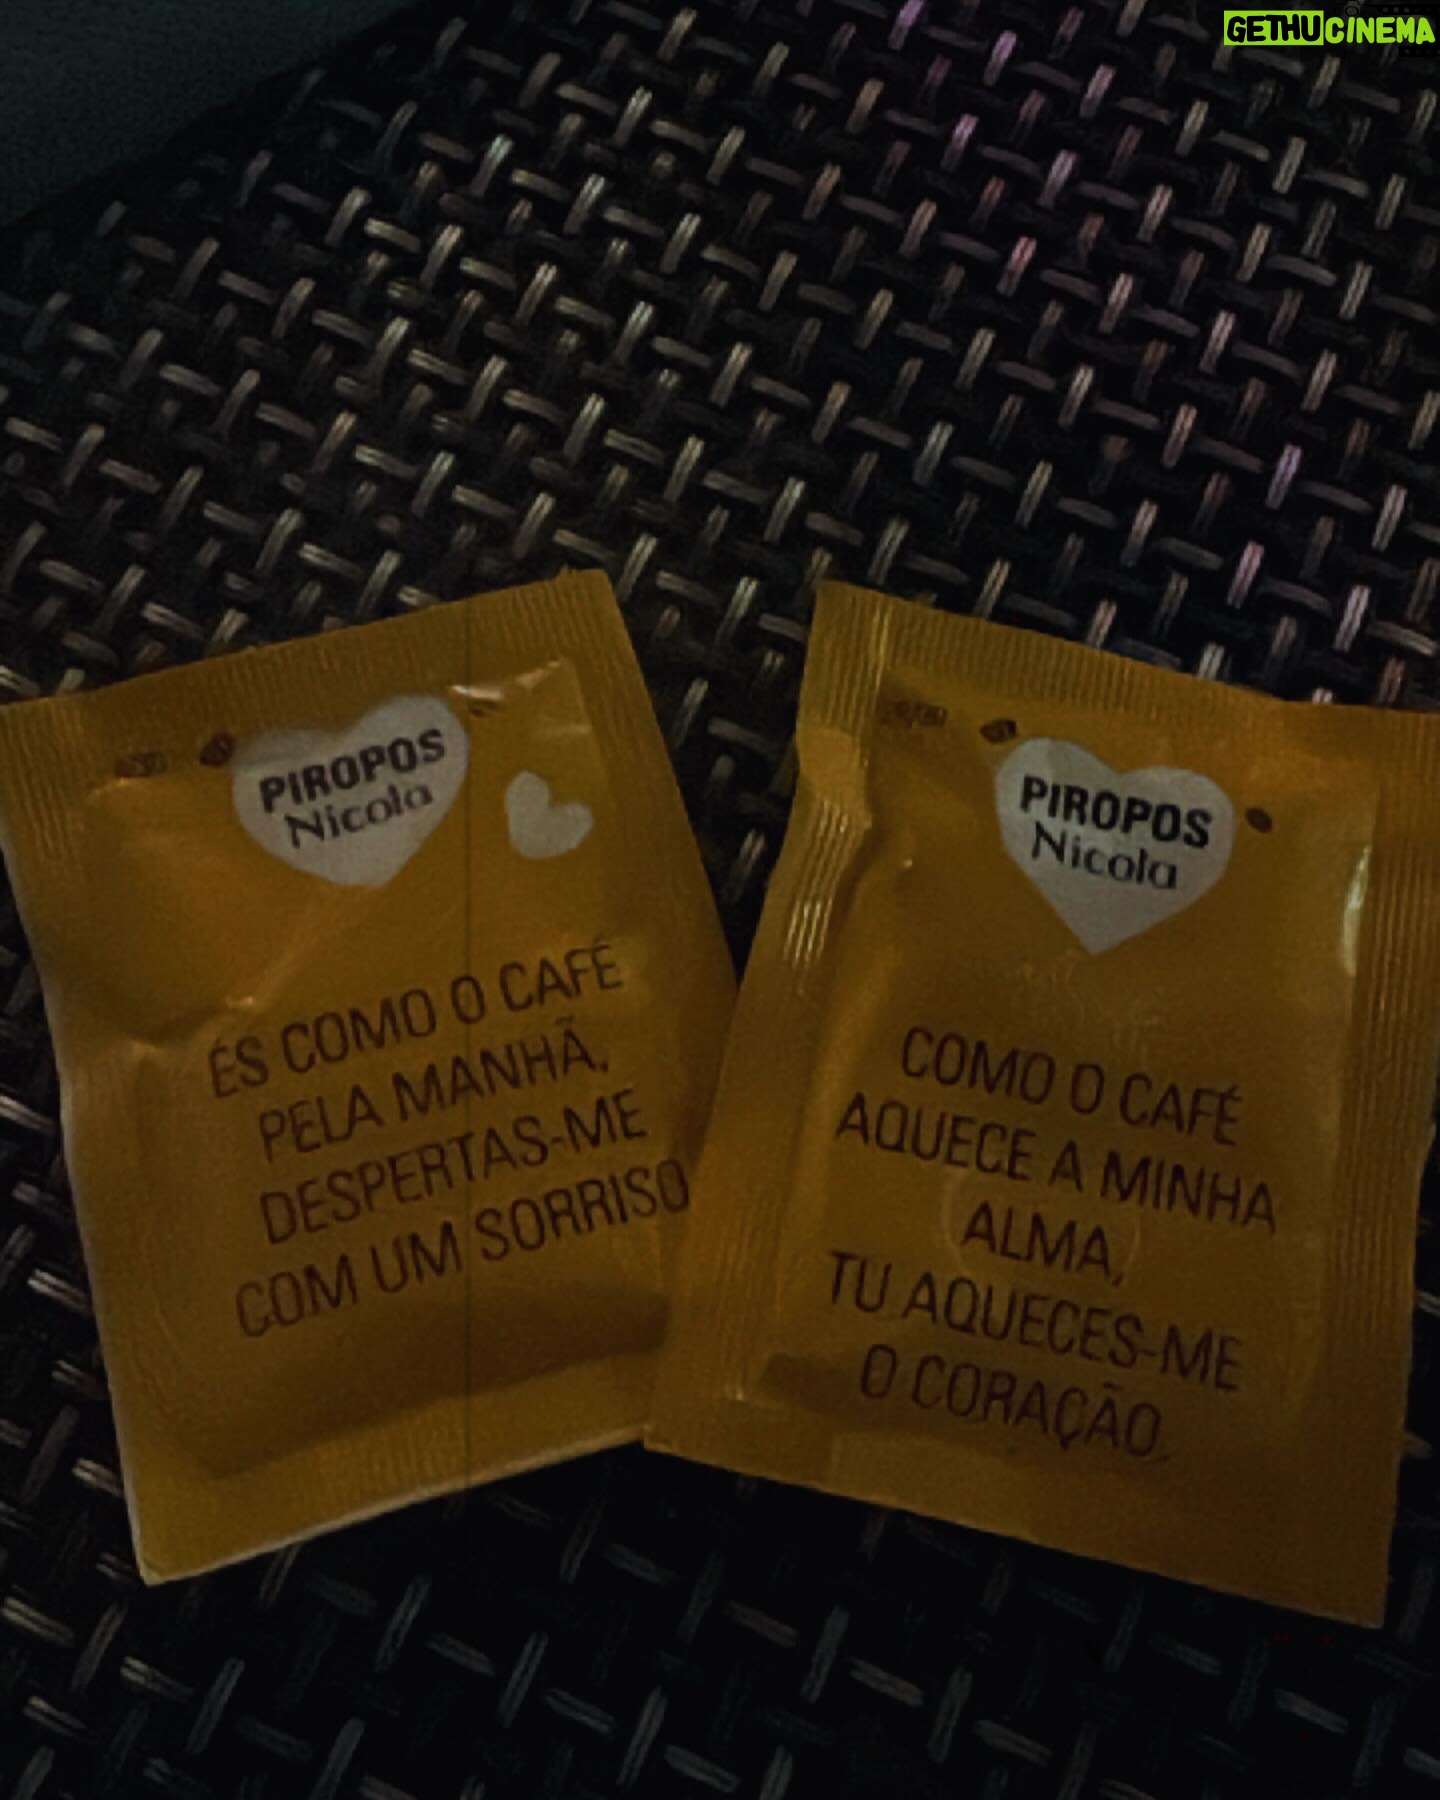 GETHUCINEMA
PIROPOS
Nicola
ÉS COMO O CAFÉ
PELA MANHÃ,
DESPERTAS-ME
COM UM SORRISO
PIROPOS
Nicola
COMO O CAFÉ
AQUECE A MINHA
ALMA,
TU AQUECES-ME
O CORAÇÃO.